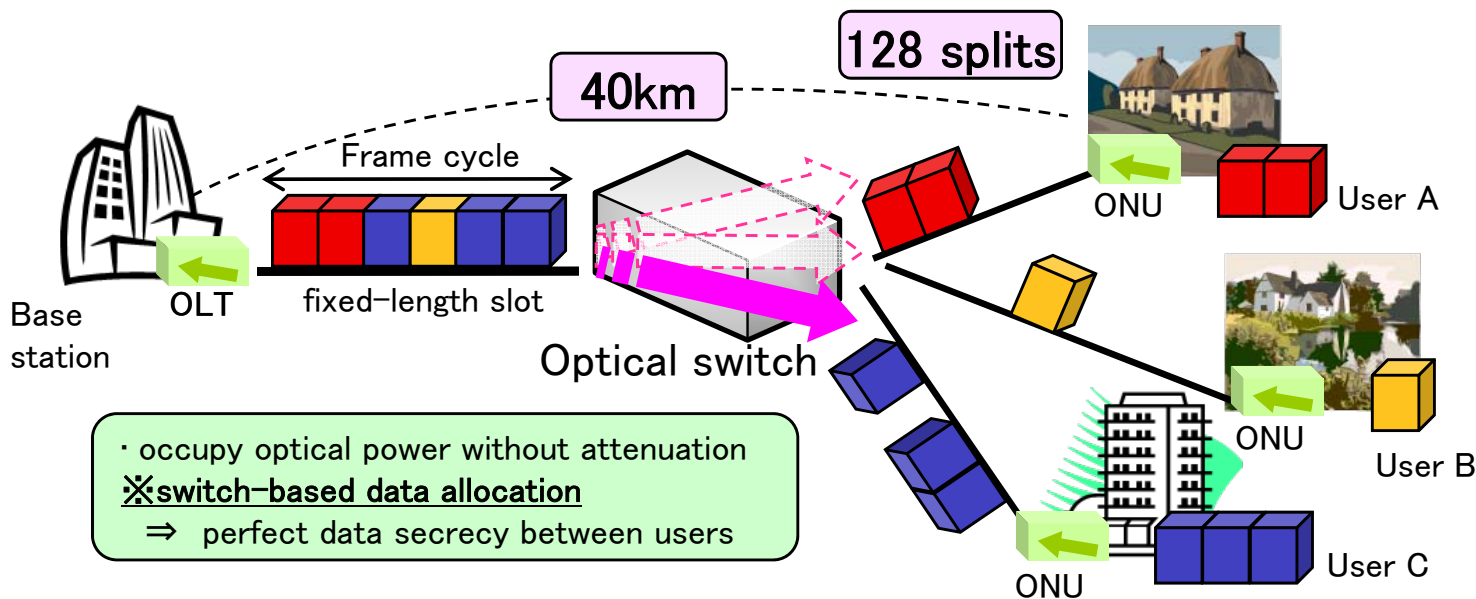 128 splits
40km
Frame cycle
ONU
User A
Base
station
OLT
fixed-length slot
Optical switch
ONU
User B
・occupy optical power without attenuation
※switch-based data allocation
⇒ perfect data secrecy between users
ONU
User C